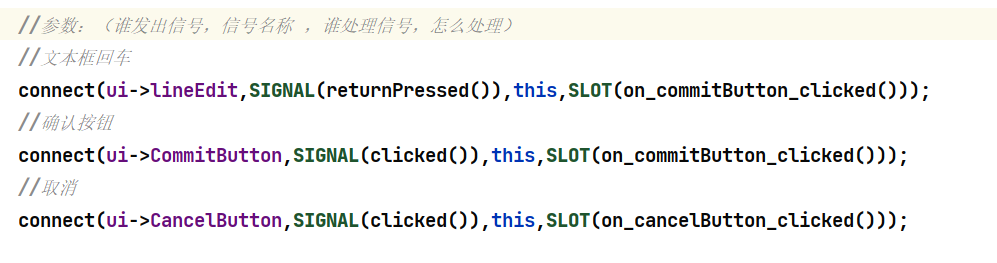 //参数：（谁发出信号，信号名称 ，谁处理信号，怎么处理）
//文本框回车
connect(ui->lineEdit,SIGNAL(returnPressed()),this,SLOT(on_commitButton_clicked()));
//确认按钮
connect(ui->CommitButton,SIGNAL(clicked()),this,SLOT(on_commitButton_clicked()));
//取消
connect(ui->CancelButton,SIGNAL(clicked()),this,SLOT(on_cancelButton_clicked()));